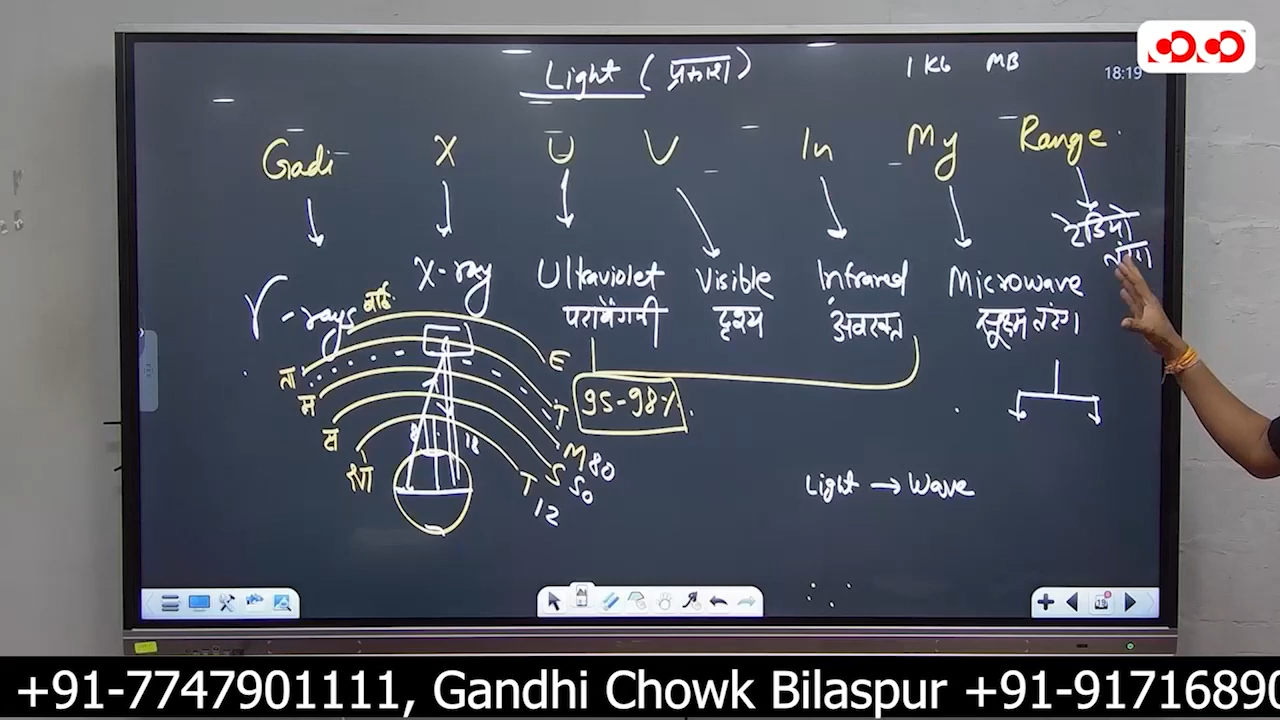 Light (प्रकाश)
1 Kb MB
18:19
Gadi X U V In My Range
रेडियो
तरंग
γ-rays X-ray Ultraviolet Visible Infrared Microwave
पराबैंगनी दृश्य अवरक्त सूक्ष्म तरंग
E
95-98%
T
M 80
S 50
T 12
म
Light → Wave
+91-7747901111, Gandhi Chowk Bilaspur +91-91716890